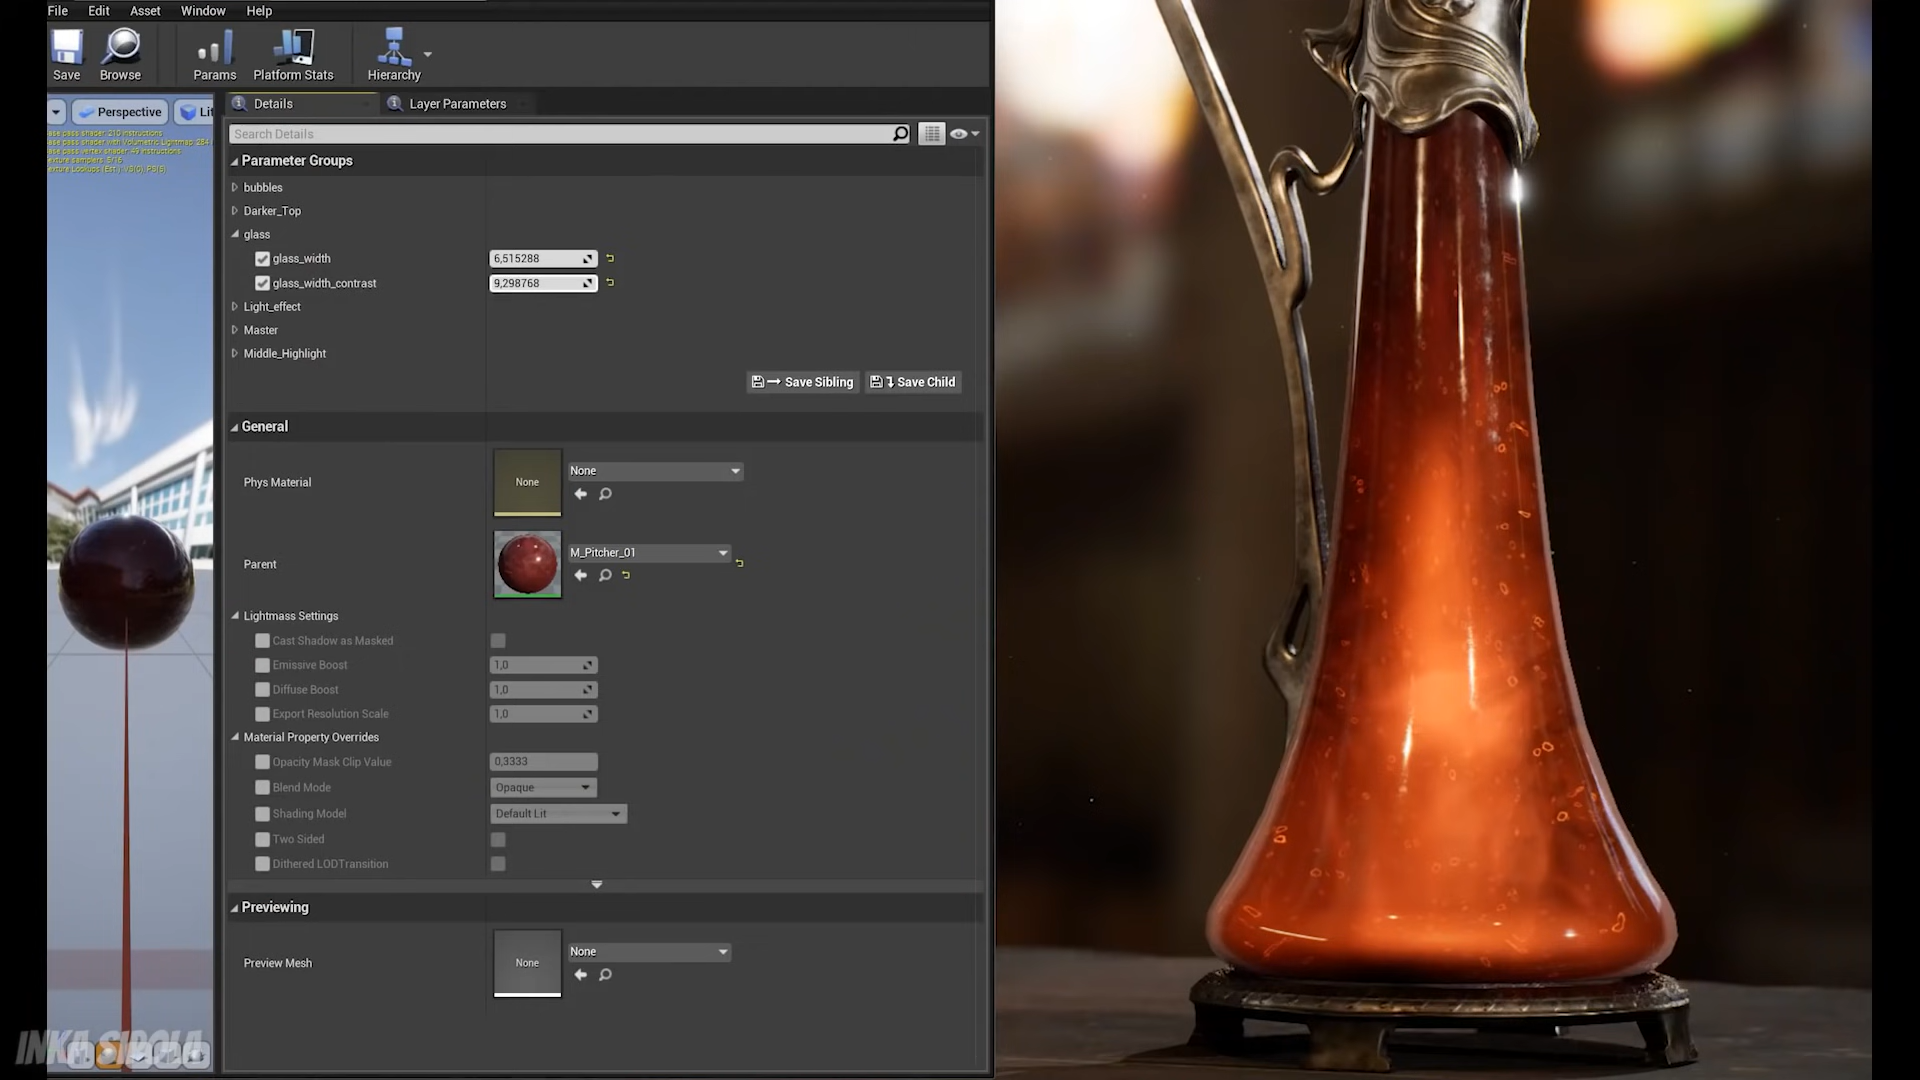 File Edit Asset Window Help
Save Browse Params Platform Stats Hierarchy
Perspective Lit
Details Layer Parameters
Search Details
Parameter Groups
bubbles
Darker_Top
glass
glass_width 6,515288
glass_width_contrast 9,298768
Light_effect
Master
Middle_Highlight
Save Sibling Save Child
General
Phys Material None None
Parent M_Pitcher_01
Lightmass Settings
Cast Shadow as Masked
Emissive Boost 1,0
Diffuse Boost 1,0
Export Resolution Scale 1,0
Material Property Overrides
Opacity Mask Clip Value 0,3333
Blend Mode Opaque
Shading Model Default Lit
Two Sided
Dithered LODTransition
Previewing
Preview Mesh None None